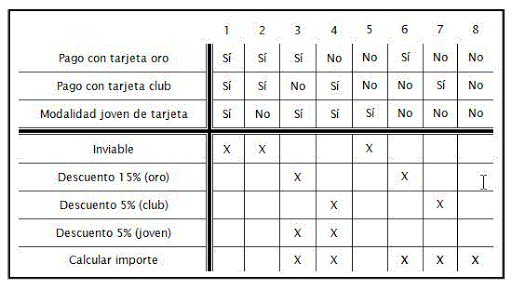 1 2 3 4 5 6 7 8
Pago con tarjeta oro Sí Sí Sí No No Sí No No
Pago con tarjeta club Sí Sí No Sí No No Sí No
Modalidad joven de tarjeta Sí No Sí Sí Sí No No No
Inviable X X X
Descuento 15% (oro) X X
Descuento 5% (club) X X
Descuento 5% (joven) X X
Calcular importe X X X X X